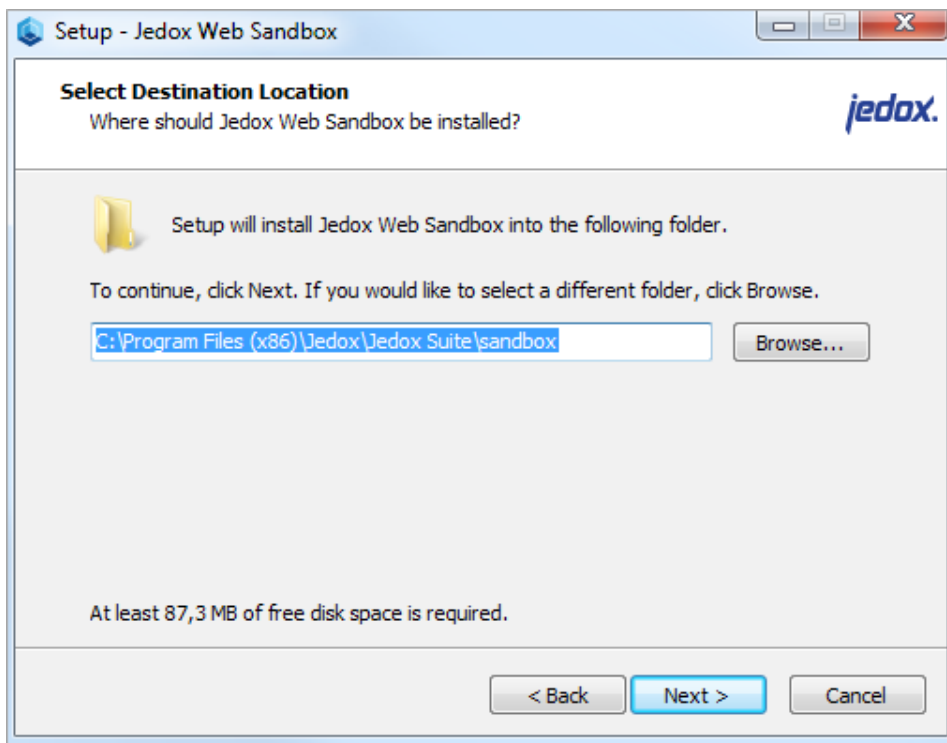 Setup - Jedox Web Sandbox
Select Destination Location
Where should Jedox Web Sandbox be installed?
jedox.
Setup will install Jedox Web Sandbox into the following folder.
To continue, click Next. If you would like to select a different folder, click Browse.
C:\Program Files (x86)\Jedox\Jedox Suite\sandbox
Browse...
At least 87,3 MB of free disk space is required.
< Back
Next >
Cancel